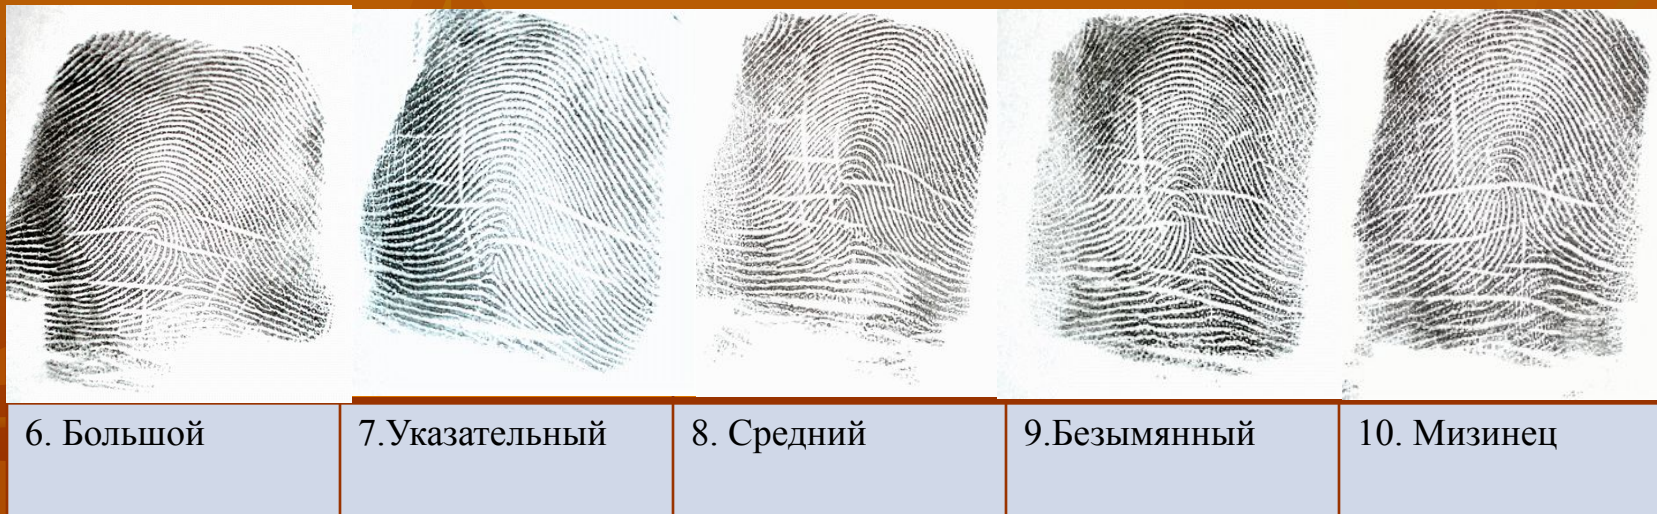 6. Большой
7.Указательный
8. Средний
9.Безымянный
10. Мизинец